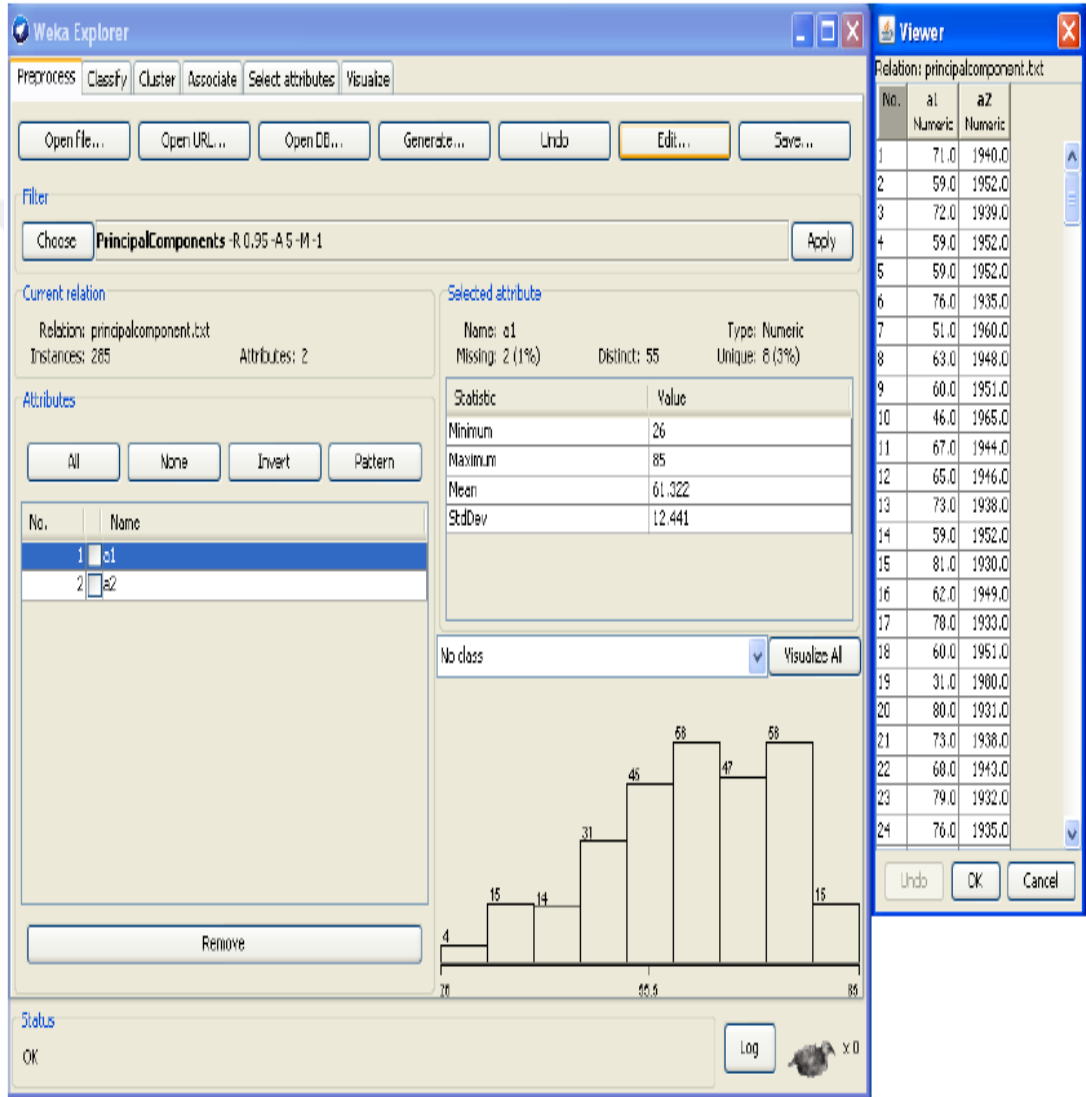 Weka Explorer
Preprocess Classify Cluster Associate Select attributes Visualize
Open file... Open URL... Open DB... Generate... Undo Edit... Save...
Filter
Choose PrincipalComponents -R 0.95 -A 5 -M -1 Apply
Current relation
Relation: principalcomponent.txt
Instances: 285 Attributes: 2
Attributes
All None Invert Pattern
No. Name
1 a1
2 a2
Remove
Selected attribute
Name: a1 Type: Numeric
Missing: 2 (1%) Distinct: 55 Unique: 8 (3%)
Statistic Value
Minimum 26
Maximum 85
Mean 61.322
StdDev 12.441
No class Visualize All
4 15 14 31 58 47 58 15
85
Status
OK
Log x 0
Viewer
Relation: principalcomponent.txt
No. a1 a2
Numeric Numeric
1 71.0 1940.0
2 59.0 1952.0
3 72.0 1939.0
4 59.0 1952.0
5 59.0 1952.0
6 76.0 1935.0
7 51.0 1960.0
8 63.0 1948.0
9 60.0 1951.0
10 46.0 1965.0
11 67.0 1944.0
12 65.0 1946.0
13 73.0 1938.0
14 59.0 1952.0
15 81.0 1930.0
16 62.0 1949.0
17 78.0 1933.0
18 60.0 1951.0
19 31.0 1980.0
20 80.0 1931.0
21 73.0 1938.0
22 68.0 1943.0
23 79.0 1932.0
24 76.0 1935.0
Undo OK Cancel